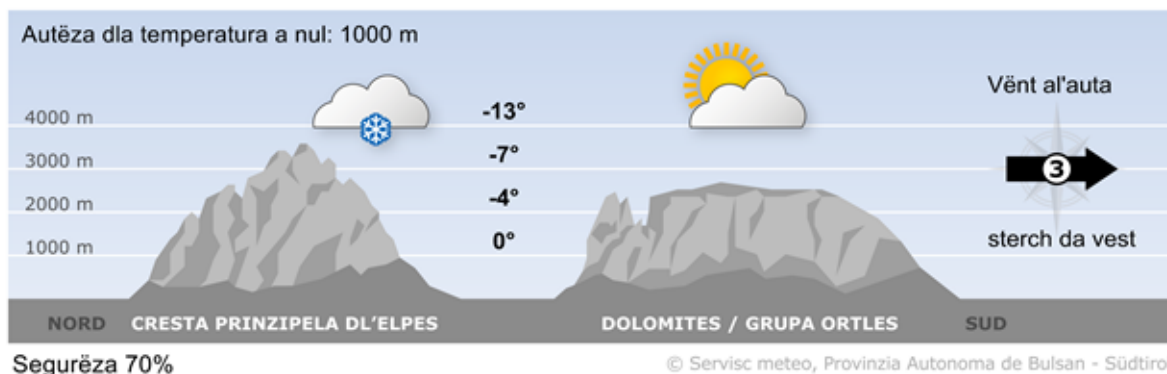 Autëza dla temperatura a nul: 1000 m
Vënt al'auta
4000 m
-13°
3000 m
-7°
3
2000 m
-4°
1000 m
0°
sterch da vest
NORD CRESTA PRINZIPELA DL'ELPES DOLOMITES / GRUPA ORTLES SUD
Segurëza 70%
© Servisc meteo, Provinzia Autonoma de Bulsan - Südtiro